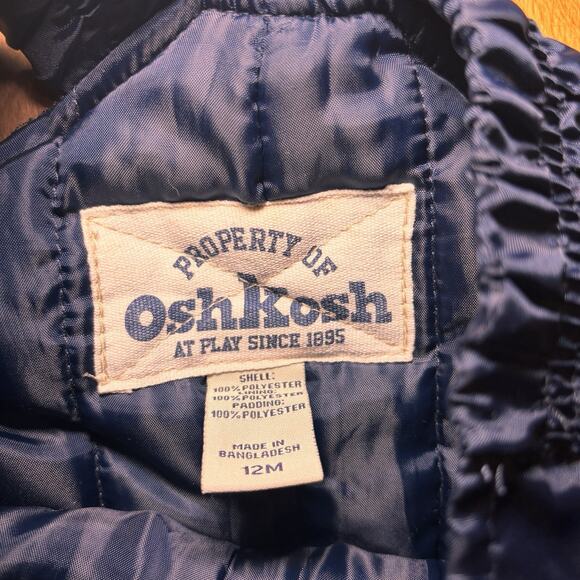 PROPERTY OF
OshKosh
AT PLAY SINCE 1895
SHELL:
100% POLYESTER
LINING:
100% POLYESTER
PADDING:
100% POLYESTER
MADE IN
BANGLADESH
12M